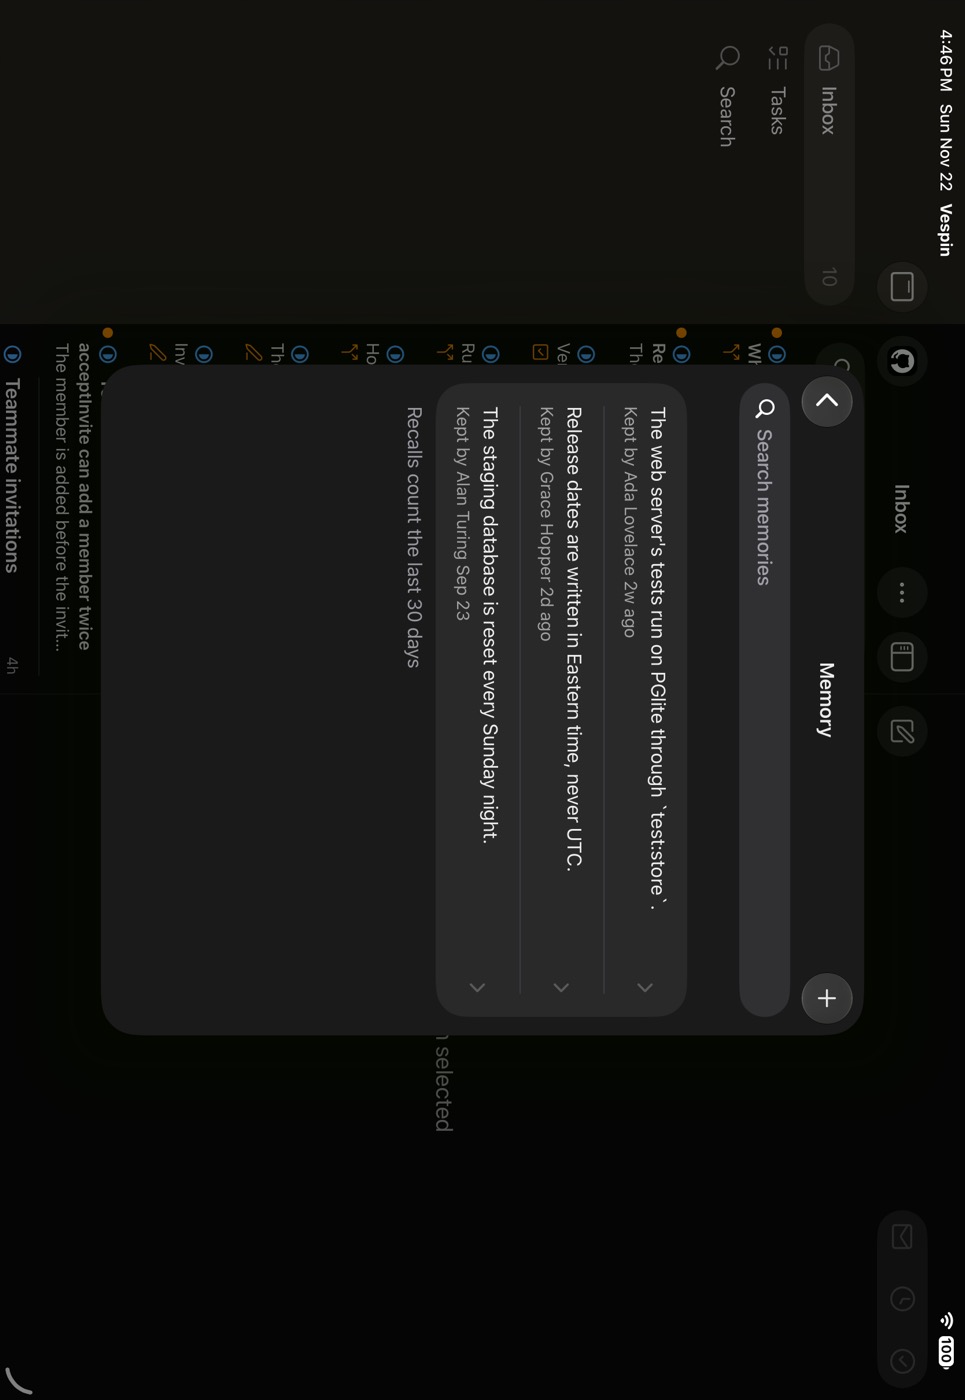 4:46 PM Sun Nov 22 Vespin
100
Inbox
Inbox 10
Tasks
Search
Memory
Search memories
The web server's tests run on PGlite through `test:store`.
Kept by Ada Lovelace 2w ago
Release dates are written in Eastern time, never UTC.
Kept by Grace Hopper 2d ago
The staging database is reset every Sunday night.
Kept by Alan Turing Sep 23
Recalls count the last 30 days
selected
acceptInvite can add a member twice
The member is added before the invit...
Teammate invitations 4h